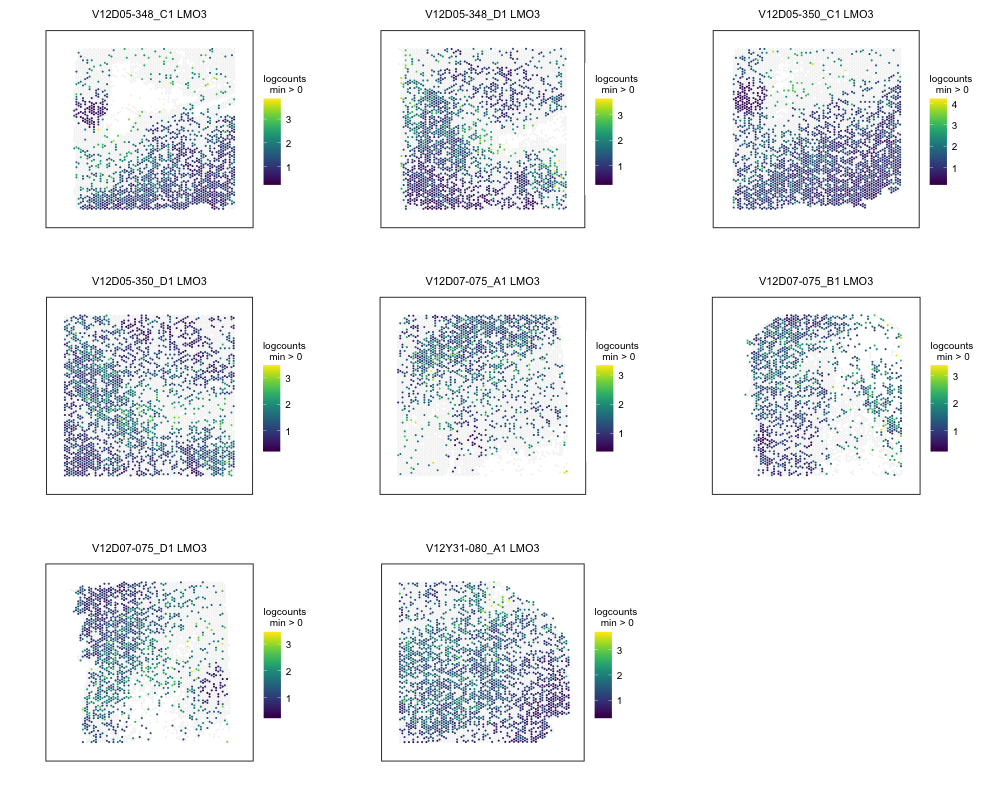 V12D05-348_C1 LMO3
logcounts
min > 0
3
2
1
V12D05-348_D1 LMO3
logcounts
min > 0
3
2
1
V12D05-350_C1 LMO3
logcounts
min > 0
4
3
2
1
V12D05-350_D1 LMO3
logcounts
min > 0
3
2
1
V12D07-075_A1 LMO3
logcounts
min > 0
3
2
1
V12D07-075_B1 LMO3
logcounts
min > 0
3
2
1
V12D07-075_D1 LMO3
logcounts
min > 0
3
2
1
V12Y31-080_A1 LMO3
logcounts
min > 0
3
2
1